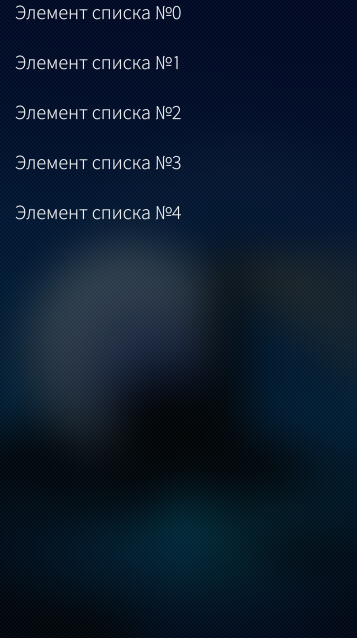 Элемент списка №0
Элемент списка №1
Элемент списка №2
Элемент списка №3
Элемент списка №4